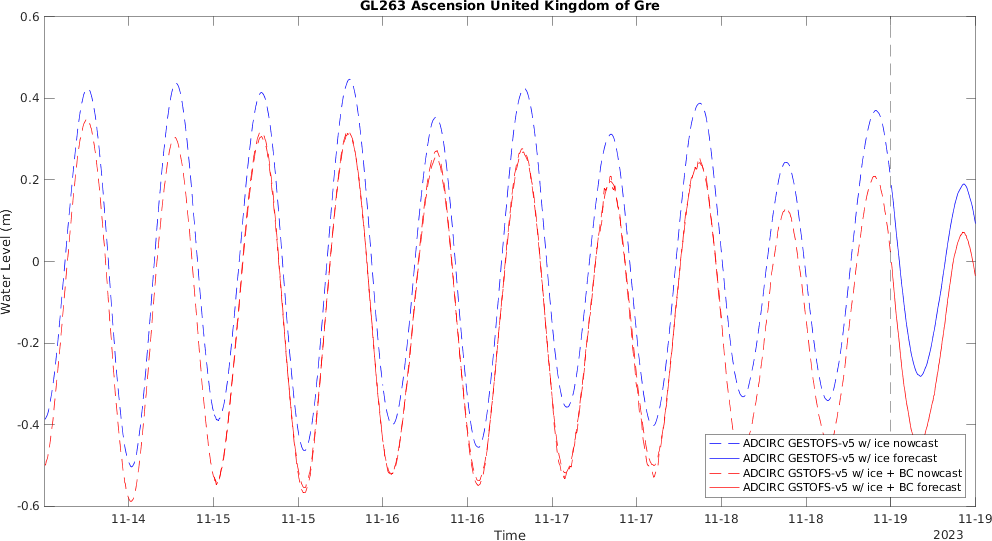 GL263 Ascension United Kingdom of Gre
0.6
0.4
0.2
0
-0.2
-0.4
-0.6
Water Level (m)
ADCIRC GESTOFS-v5 w/ ice nowcast
ADCIRC GESTOFS-v5 w/ ice forecast
ADCIRC GSTOFS-v5 w/ ice + BC nowcast
ADCIRC GSTOFS-v5 w/ ice + BC forecast
11-14 11-15 11-15 11-16 11-16 11-17 11-17 11-18 11-18 11-19 11-19
Time
2023